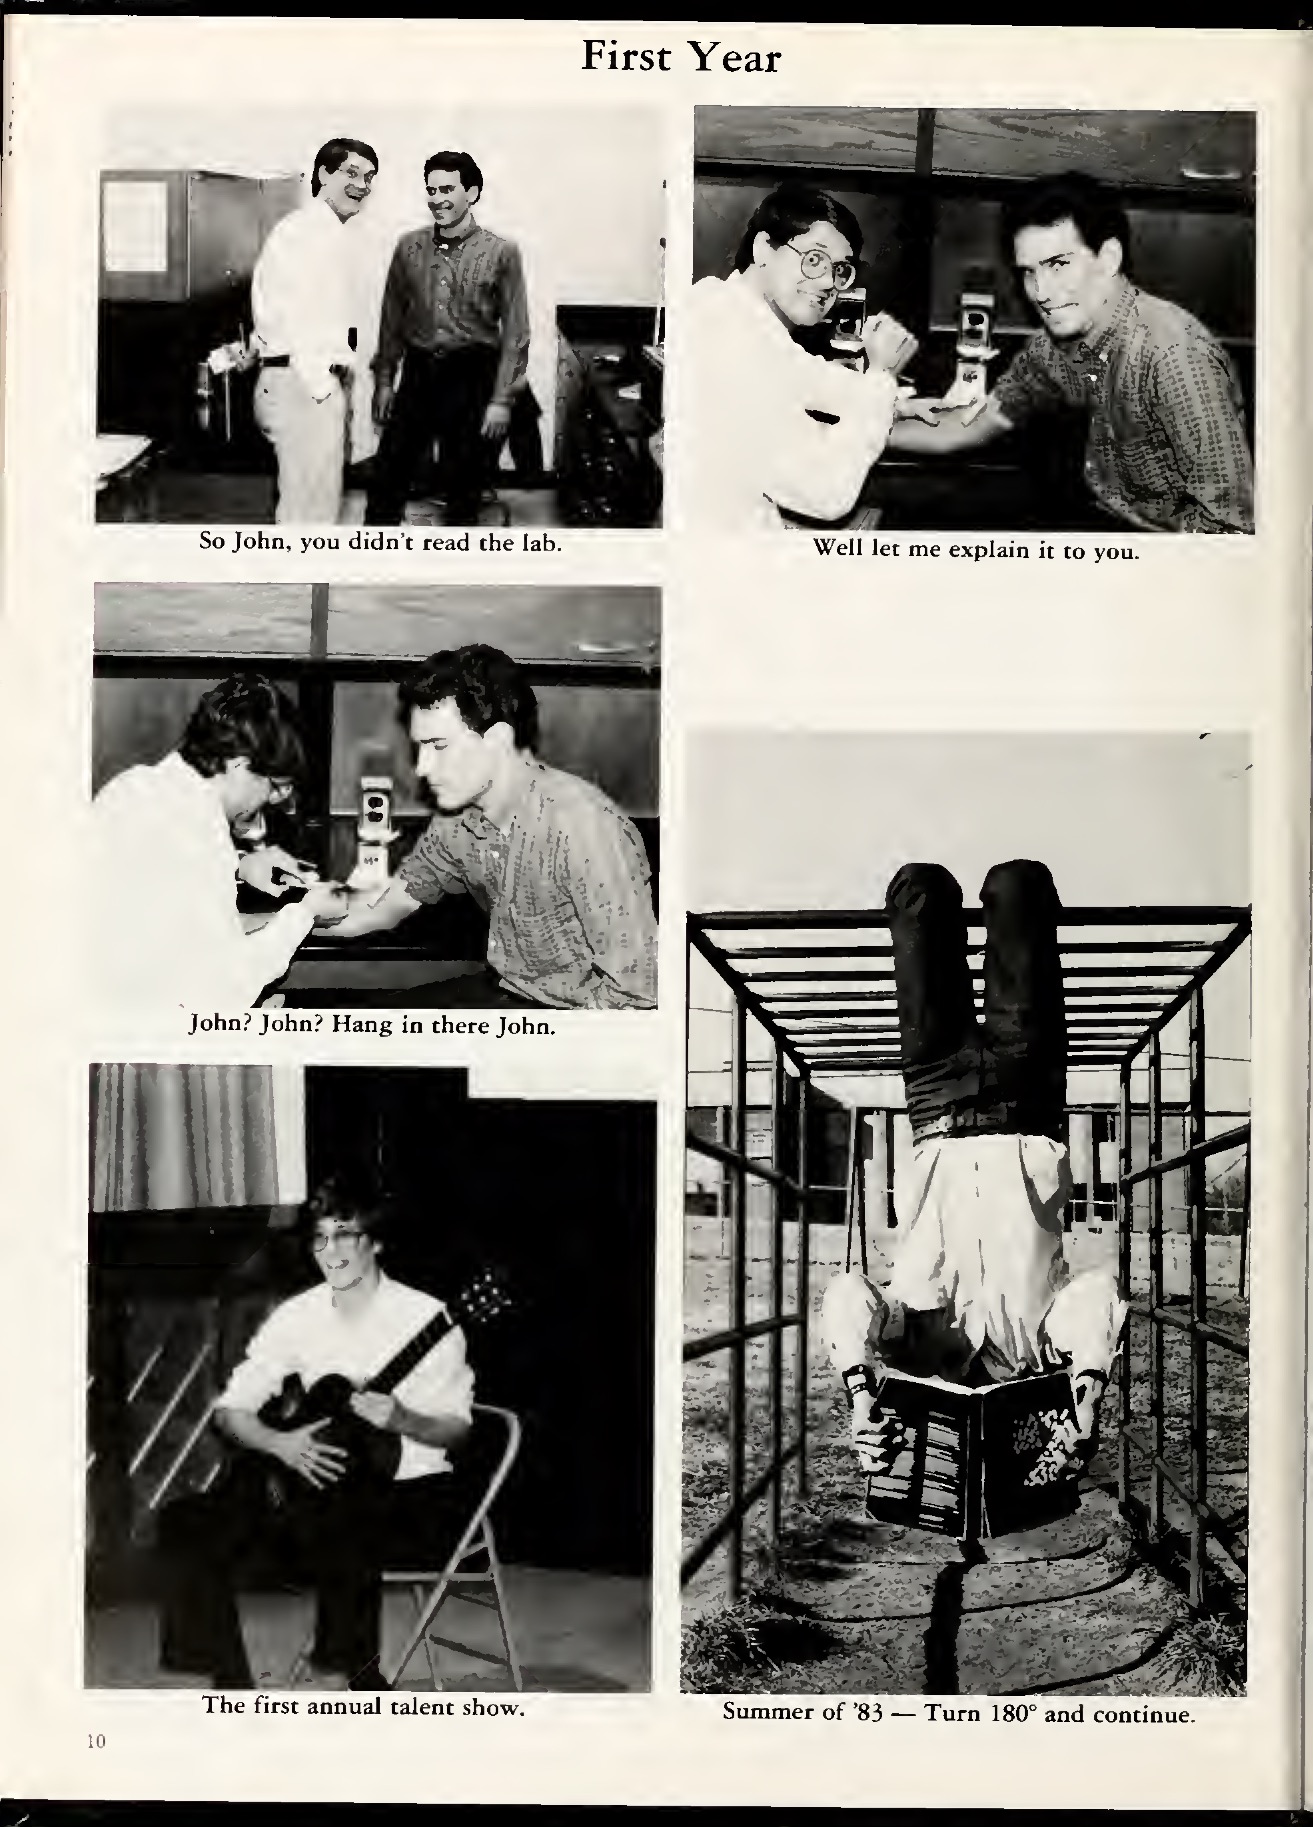 First Year
So John, you didn't read the lab.
Well let me explain it to you.
John? John? Hang in there John.
The first annual talent show.
Summer of '83 — Turn 180° and continue.
10